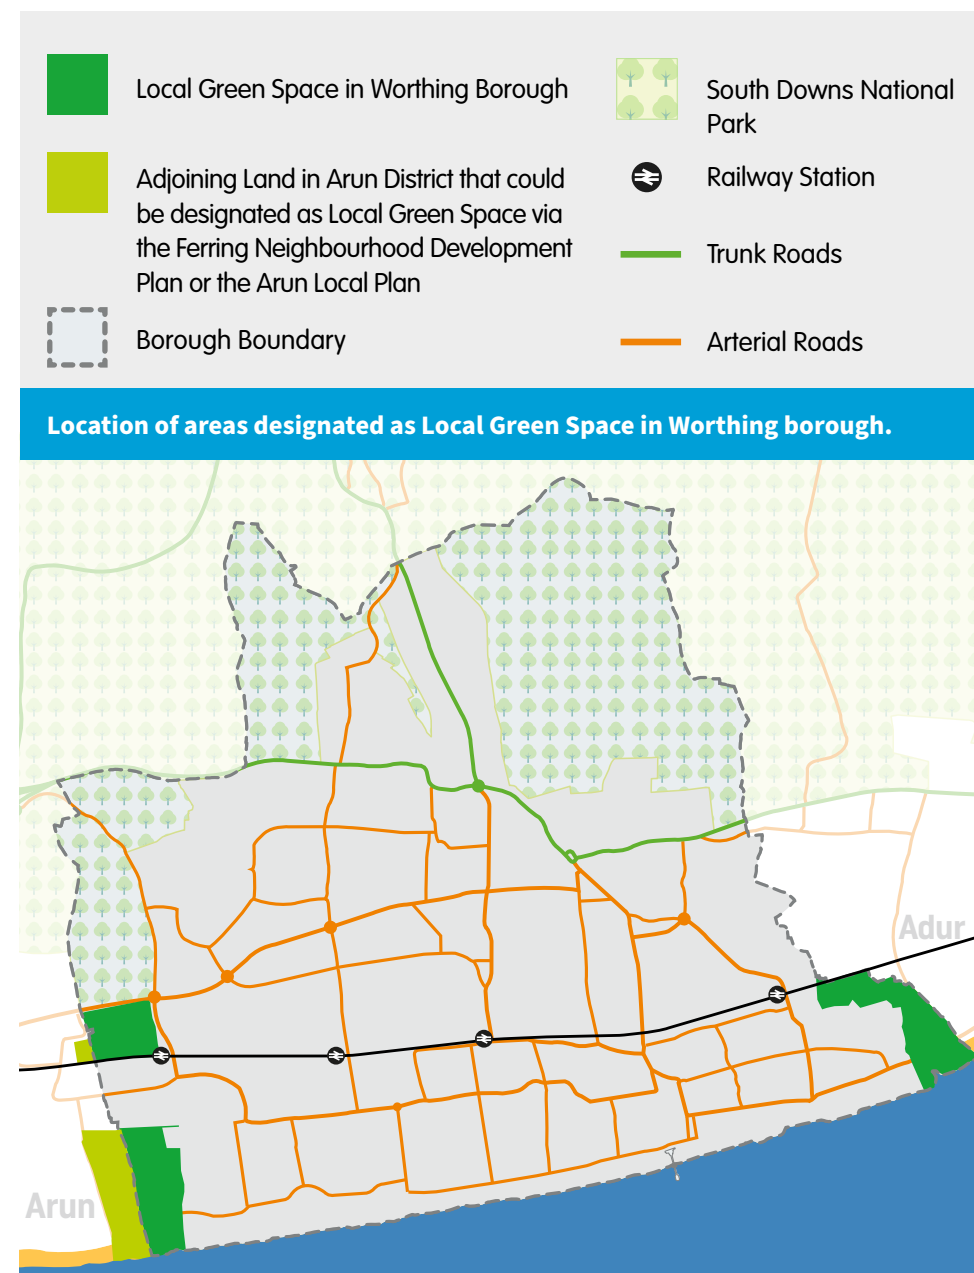 Local Green Space in Worthing Borough
Adjoining Land in Arun District that could
be designated as Local Green Space via
the Ferring Neighbourhood Development
Plan or the Arun Local Plan
Borough Boundary
South Downs National
Park
Railway Station
Trunk Roads
Arterial Roads
Location of areas designated as Local Green Space in Worthing borough.
Adur
Arun